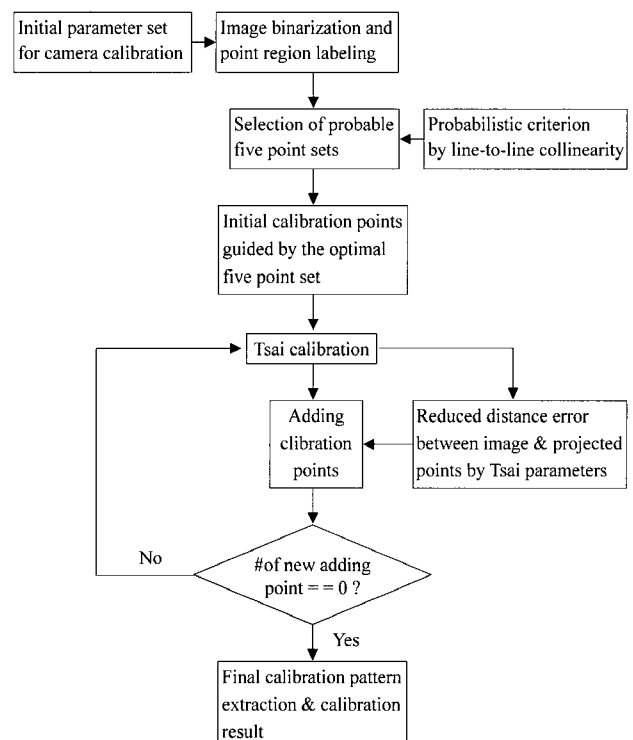 Initial parameter set
for camera calibration
Image binarization and
point region labeling
Selection of probable
five point sets
Probabilistic criterion
by line-to-line collinearity
Initial calibration points
guided by the optimal
five point set
Tsai calibration
Adding
clibration
points
Reduced distance error
between image & projected
points by Tsai parameters
No
#of new adding
point = = 0 ?
Yes
Final calibration pattern
extraction & calibration
result